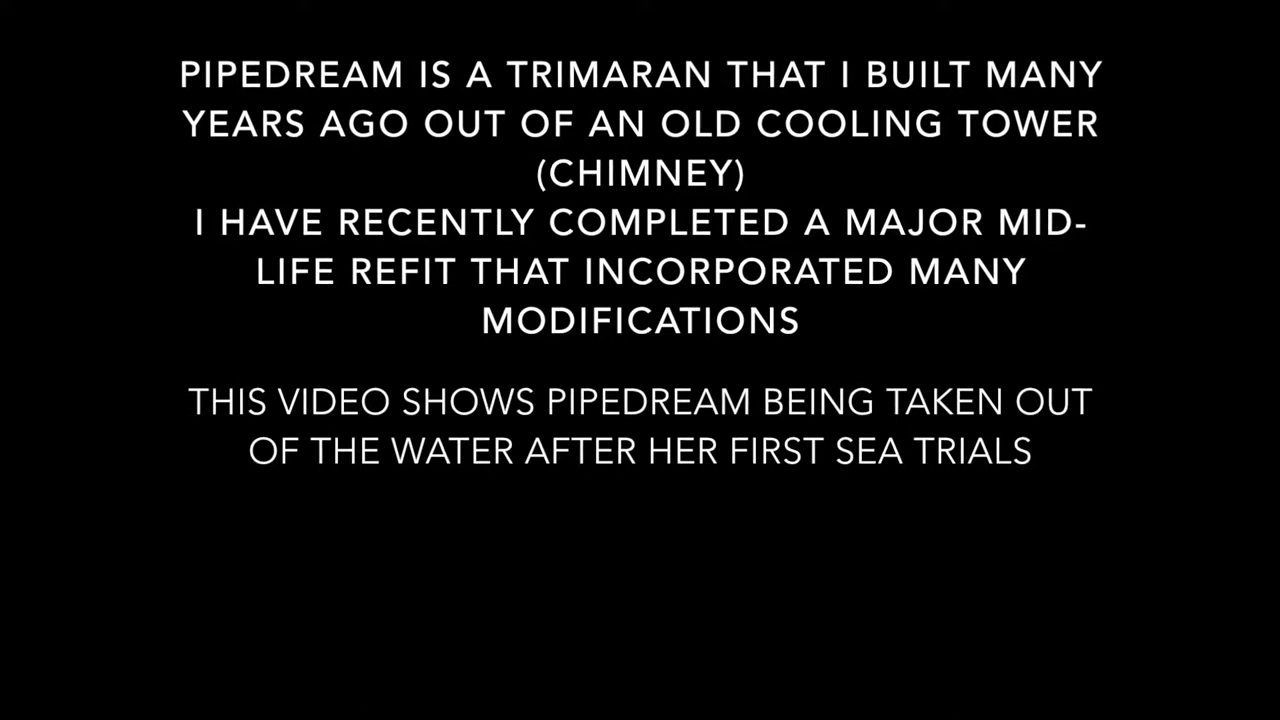 PIPEDREAM IS A TRIMARAN THAT I BUILT MANY
YEARS AGO OUT OF AN OLD COOLING TOWER
(CHIMNEY)
I HAVE RECENTLY COMPLETED A MAJOR MID-
LIFE REFIT THAT INCORPORATED MANY
MODIFICATIONS
THIS VIDEO SHOWS PIPEDREAM BEING TAKEN OUT
OF THE WATER AFTER HER FIRST SEA TRIALS